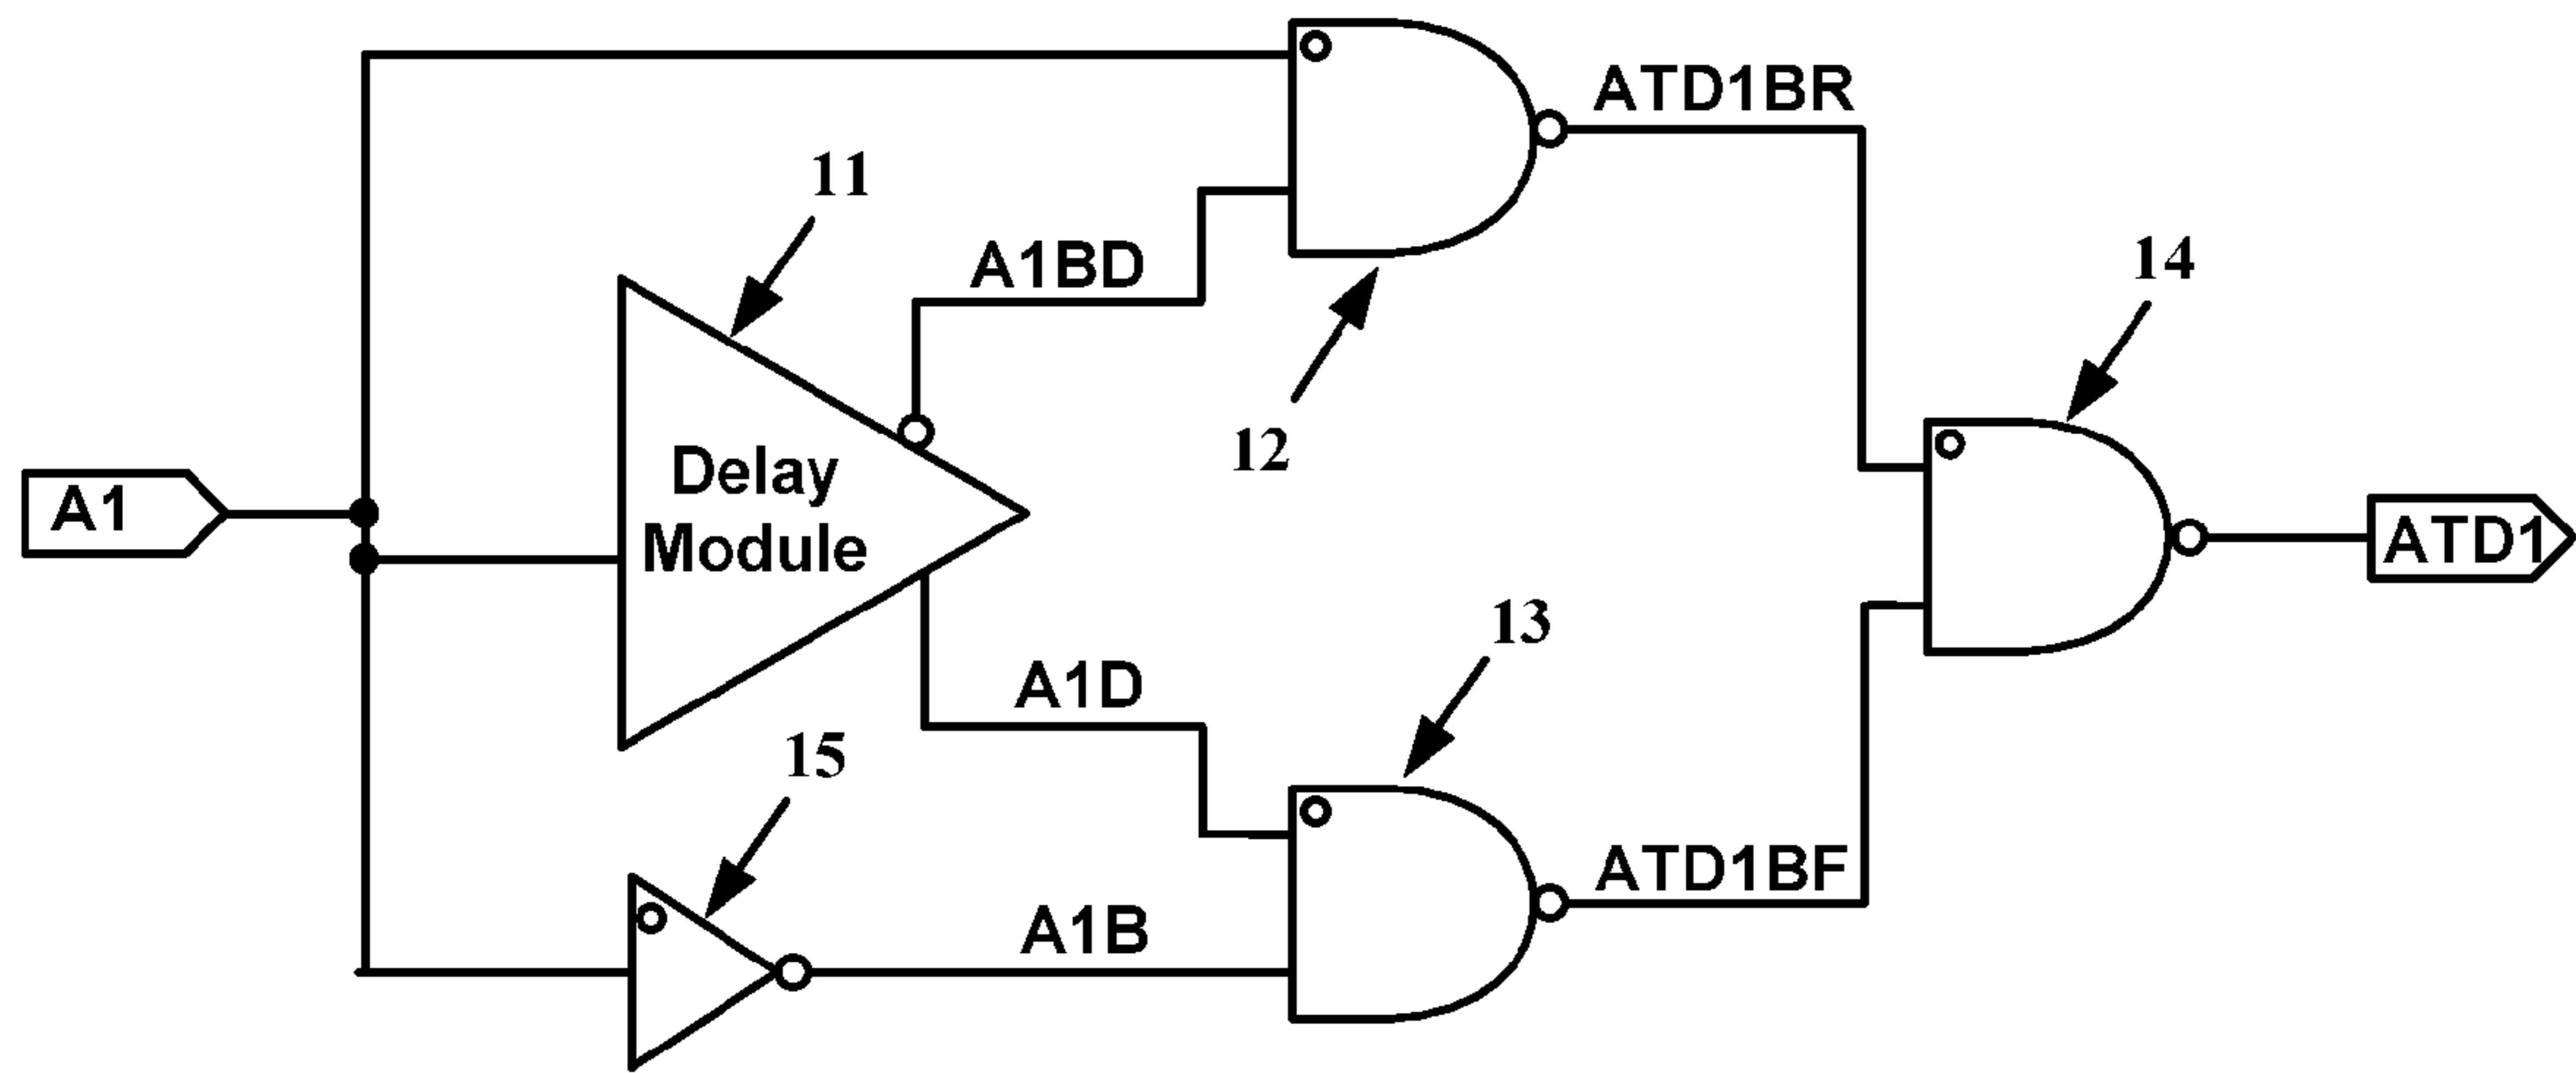 ATD1BR
11
A1BD
14
12
Delay
Module
A1
ATD1
13
A1D
15
ATD1BF
A1B